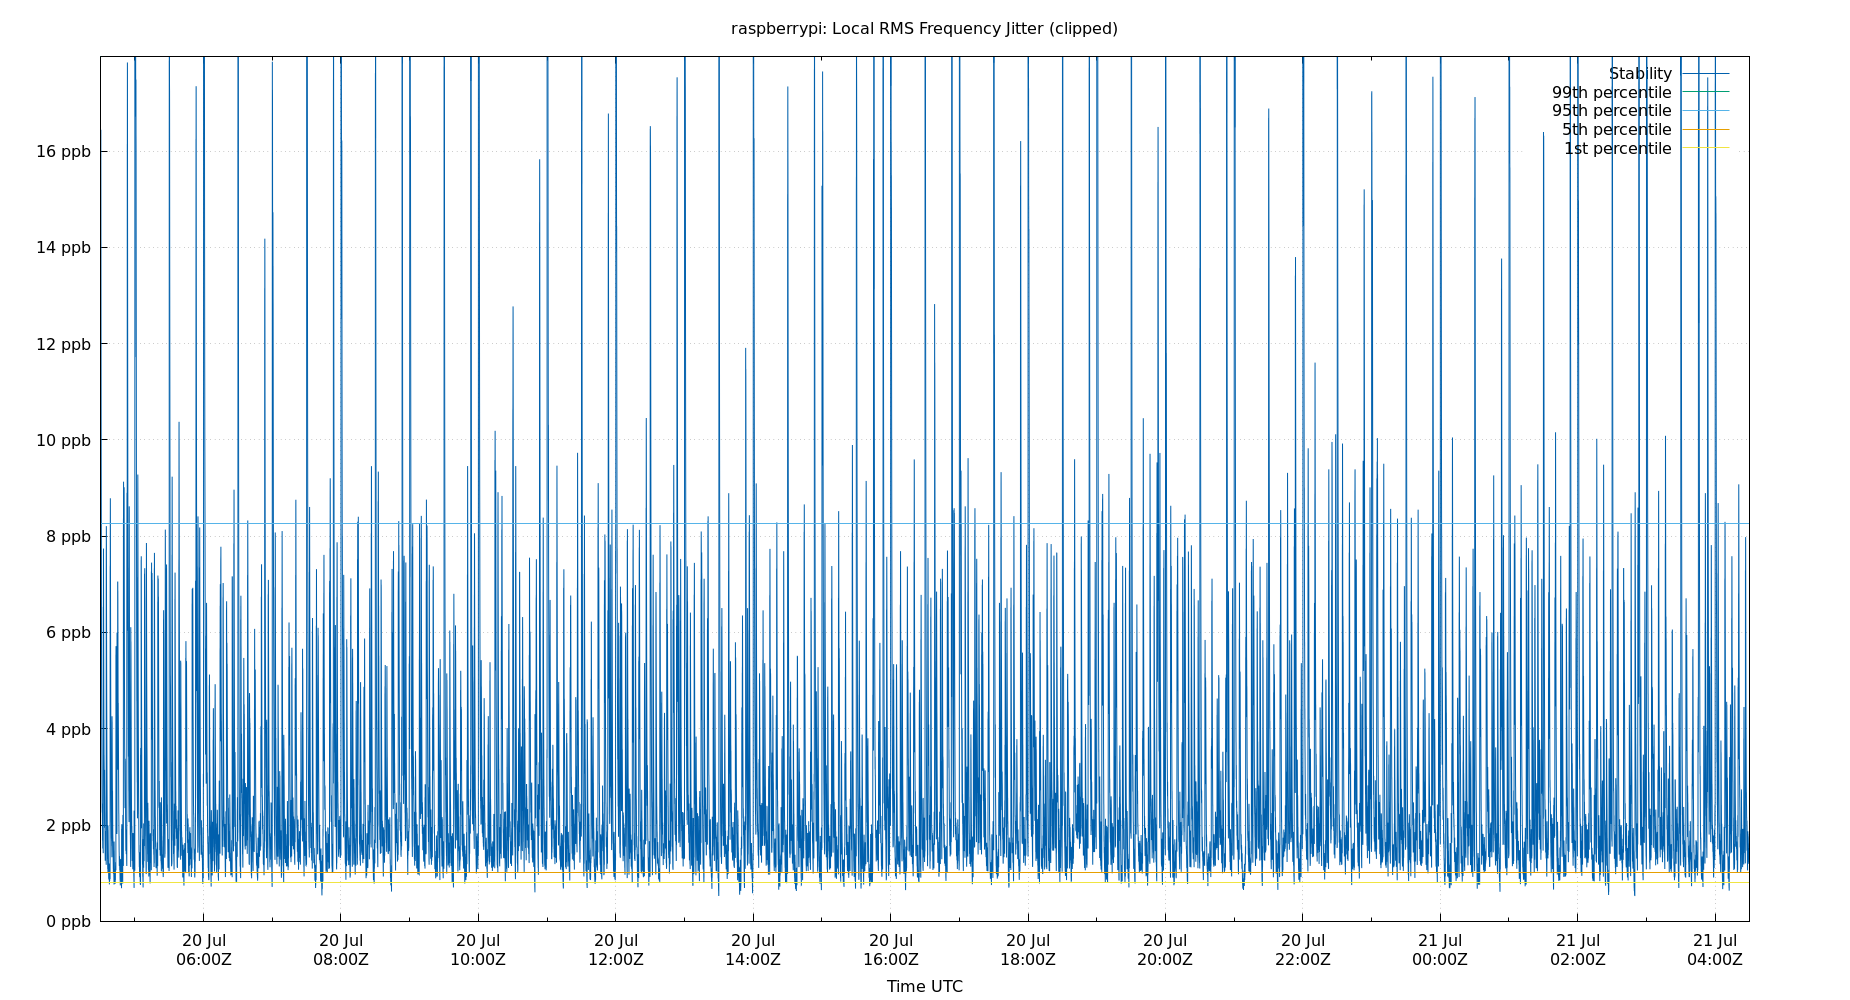 raspberrypi: Local RMS Frequency Jitter (clipped)
Stability
99th percentile
95th percentile
5th percentile
1st percentile
16 ppb
14 ppb
12 ppb
10 ppb
8 ppb
6 ppb
4 ppb
2 ppb
0 ppb
20 Jul 20 Jul 20 Jul 20 Jul 20 Jul 20 Jul 20 Jul 20 Jul 20 Jul 21 Jul 21 Jul 21 Jul
06:00Z 08:00Z 10:00Z 12:00Z 14:00Z 16:00Z 18:00Z 20:00Z 22:00Z 00:00Z 02:00Z 04:00Z
Time UTC